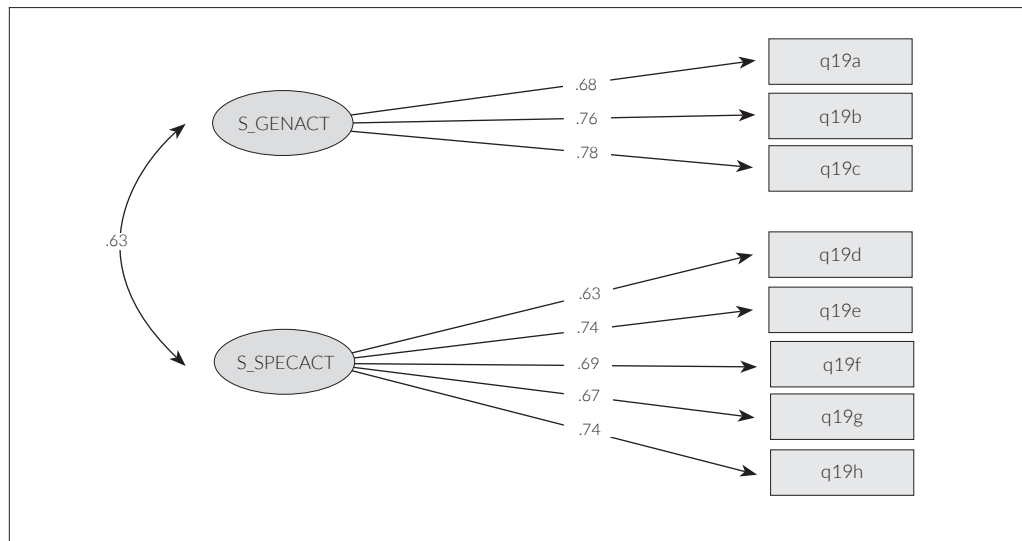 S_GENACT
.68
.76
.78
q19a
q19b
q19c
.63
S_SPECACT
.63
.74
.69
.67
.74
q19d
q19e
q19f
q19g
q19h